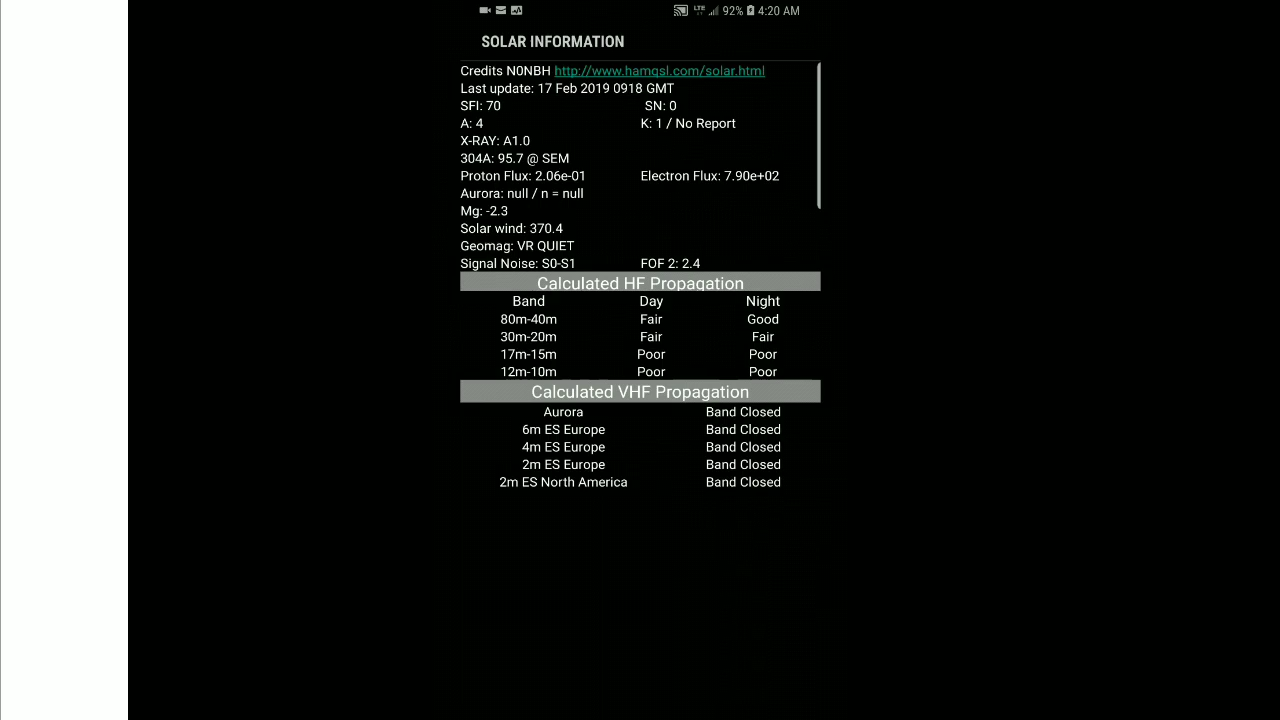 LTE 92% 4:20 AM
SOLAR INFORMATION
Credits N0NBH http://www.hamqsl.com/solar.html
Last update: 17 Feb 2019 0918 GMT
SFI: 70 SN: 0
A: 4 K: 1 / No Report
X-RAY: A1.0
304A: 95.7 @ SEM
Proton Flux: 2.06e-01 Electron Flux: 7.90e+02
Aurora: null / n = null
Mg: -2.3
Solar wind: 370.4
Geomag: VR QUIET
Signal Noise: S0-S1 FOF 2: 2.4
Calculated HF Propagation
Band Day Night
80m-40m Fair Good
30m-20m Fair Fair
17m-15m Poor Poor
12m-10m Poor Poor
Calculated VHF Propagation
Aurora Band Closed
6m ES Europe Band Closed
4m ES Europe Band Closed
2m ES Europe Band Closed
2m ES North America Band Closed